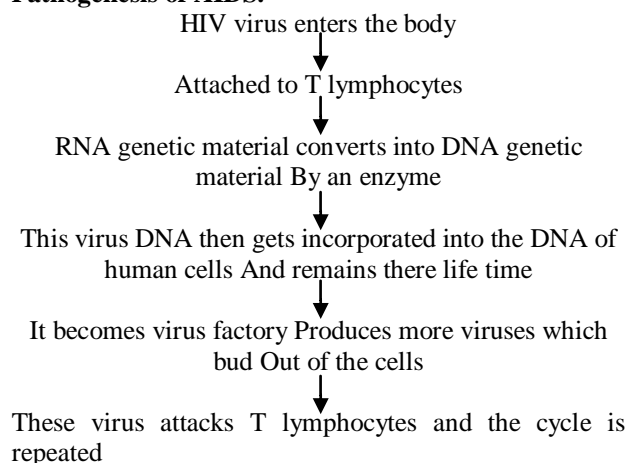 Pathogenesis of AIDS:
HIV virus enters the body
Attached to T lymphocytes
RNA genetic material converts into DNA genetic
material By an enzyme
This virus DNA then gets incorporated into the DNA of
human cells And remains there life time
It becomes virus factory Produces more viruses which
bud Out of the cells
These virus attacks T lymphocytes and the cycle is
repeated